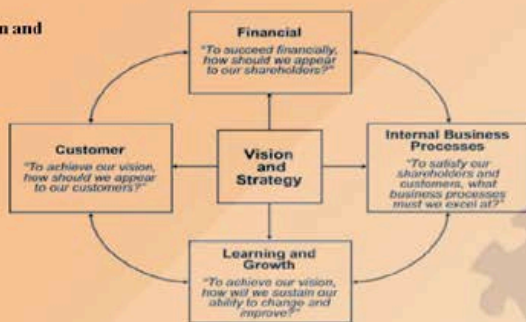 n and
Financial
"To succeed financially,
how should we appear
to our shareholders?"
Customer
"To achieve our vision,
how should we appear
to our customers?"
Vision
and
Strategy
Internal Business
Processes
"To satisfy our
shareholders and
customers, what
business processes
must we excel at?"
Learning and
Growth
"To achieve our vision,
how will we sustain our
ability to change and
improve?"